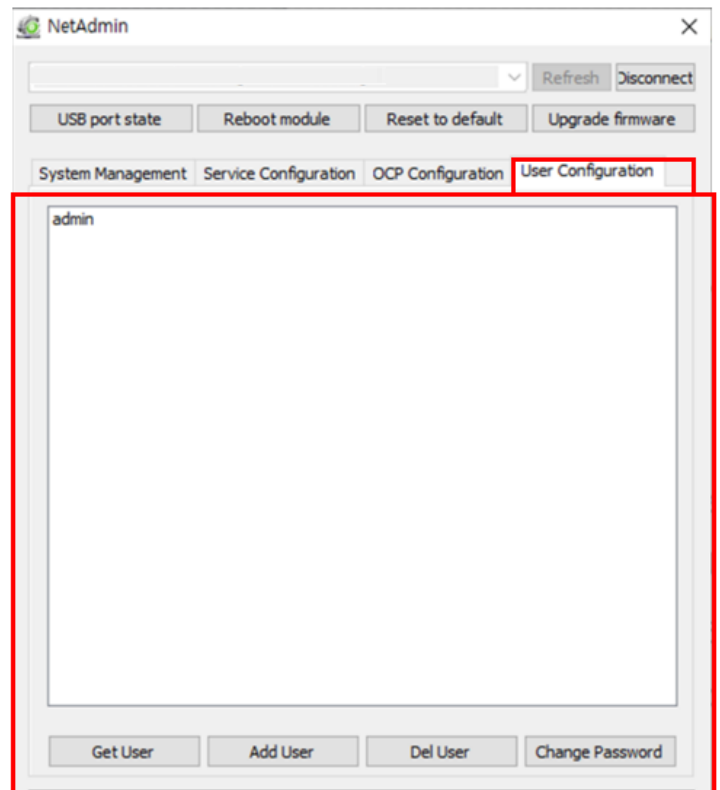 NetAdmin
Refresh Disconnect
USB port state Reboot module Reset to default Upgrade firmware
System Management Service Configuration OCP Configuration User Configuration
admin
Get User Add User Del User Change Password